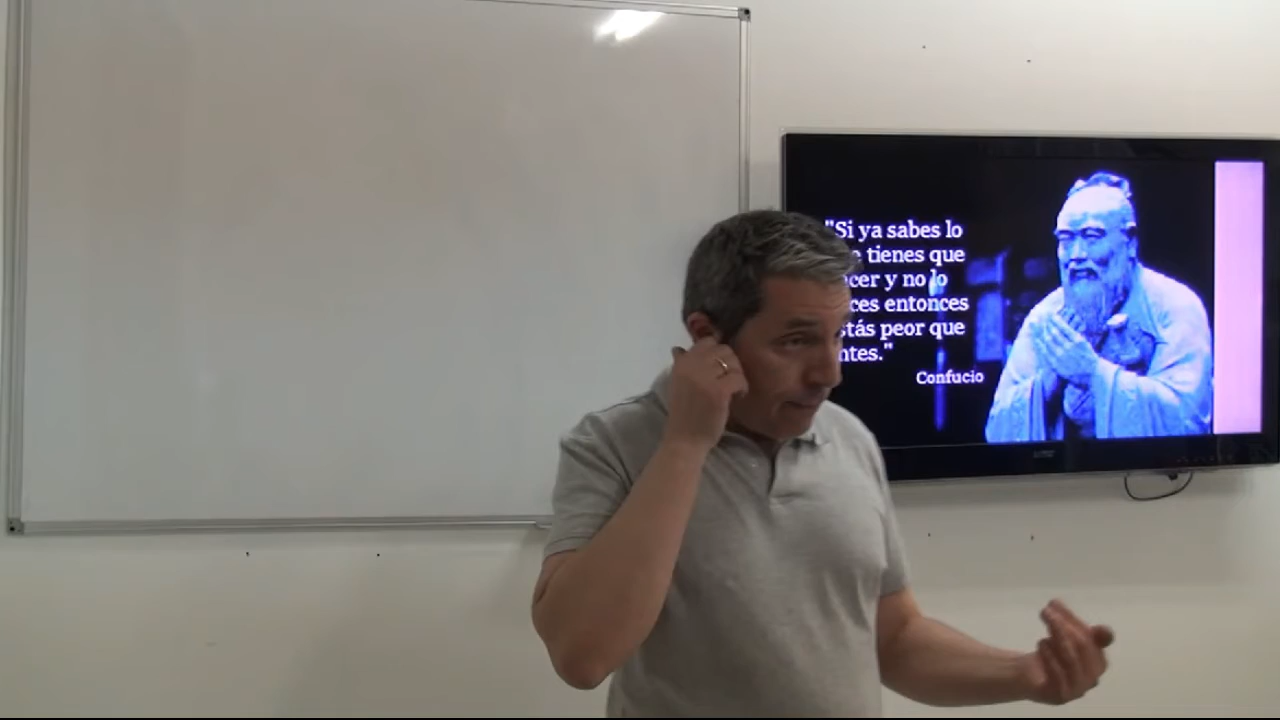 "Si ya sabes lo
tienes que
y no lo
entonces
peor que
Confucio